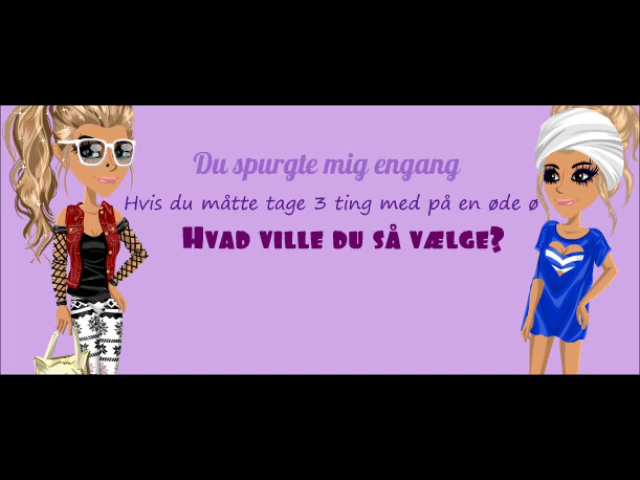 Du spurgte mig engang
Hvis du måtte tage 3 ting med på en øde ø
Hvad ville du så vælge?